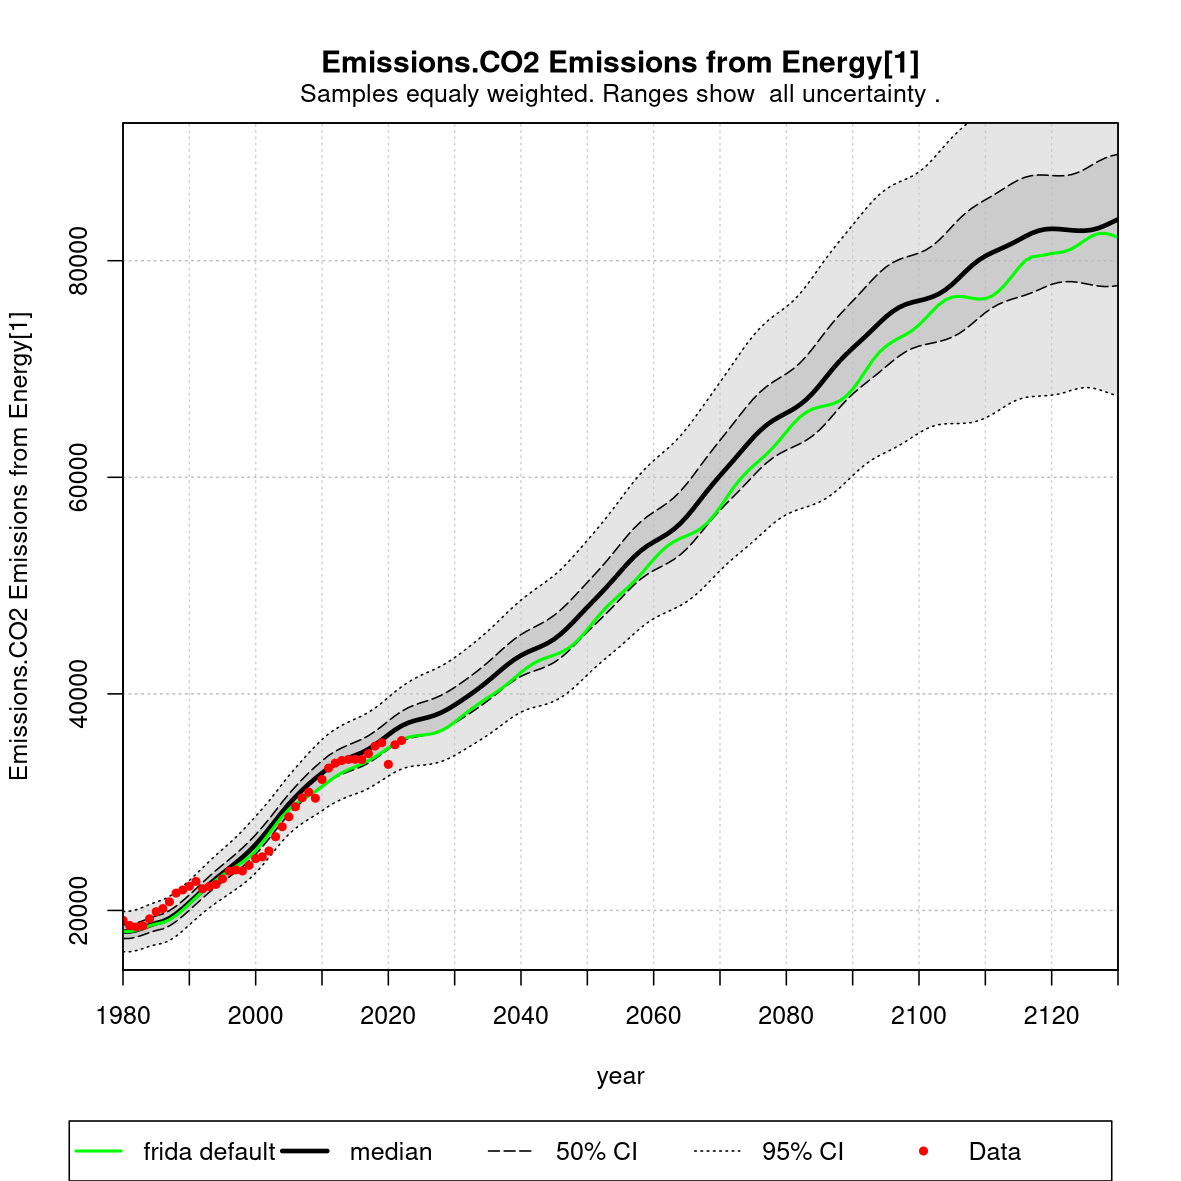 Emissions.CO2 Emissions from Energy[1]
Samples equaly weighted. Ranges show  all uncertainty .
Emissions.CO2 Emissions from Energy[1]
80000
60000
40000
20000
1980 2000 2020 2040 2060 2080 2100 2120
year
frida default median 50% CI 95% CI Data